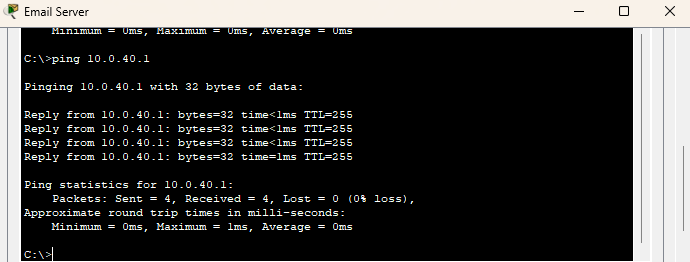 Email Server
Minimum = 0ms, Maximum = 0ms, Average = 0ms
C:\>ping 10.0.40.1
Pinging 10.0.40.1 with 32 bytes of data:
Reply from 10.0.40.1: bytes=32 time<1ms TTL=255
Reply from 10.0.40.1: bytes=32 time<1ms TTL=255
Reply from 10.0.40.1: bytes=32 time<1ms TTL=255
Reply from 10.0.40.1: bytes=32 time=1ms TTL=255
Ping statistics for 10.0.40.1:
Packets: Sent = 4, Received = 4, Lost = 0 (0% loss),
Approximate round trip times in milli-seconds:
Minimum = 0ms, Maximum = 1ms, Average = 0ms
C:\>